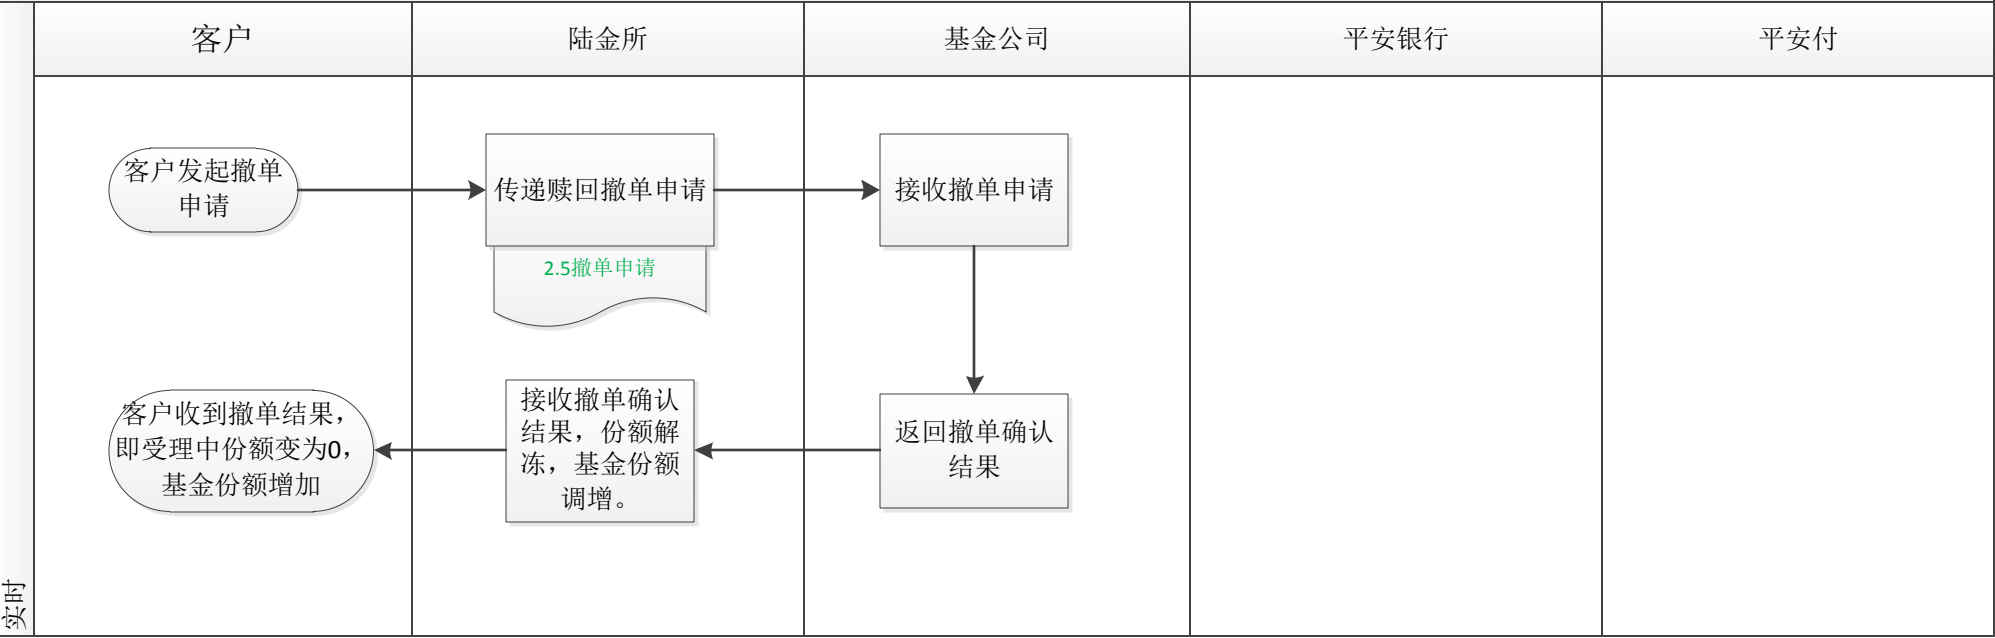 客户
陆金所
基金公司
平安银行
平安付
客户发起撤单
申请
传递赎回撤单申请
接收撤单申请
2.5撤单申请
客户收到撤单结果，
即受理中份额变为0，
基金份额增加
接收撤单确认
结果，份额解
冻，基金份额
调增。
返回撤单确认
结果
实时